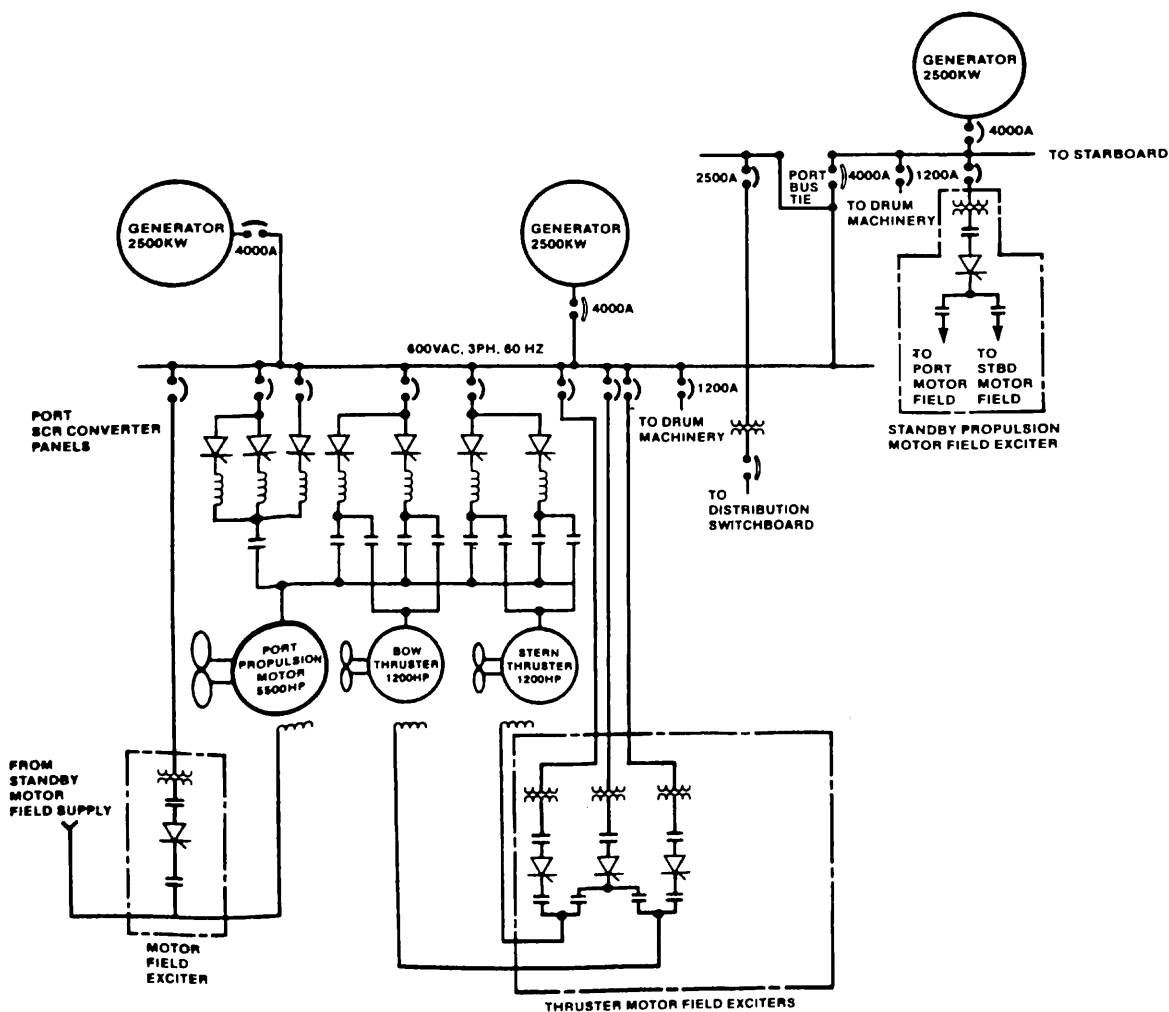 GENERATOR
2500KW
4000A
TO STARBOARD
2500A
PORT
BUS
TIE
4000A
1200A
TO DRUM
MACHINERY
GENERATOR
2500KW
4000A
GENERATOR
2500KW
4000A
600VAC, 3PH, 60 HZ
TO
PORT
MOTOR
FIELD
TO
STBD
MOTOR
FIELD
STANDBY PROPULSION
MOTOR FIELD EXCITER
PORT
SCR CONVERTER
PANELS
1200A
TO DRUM
MACHINERY
TO
DISTRIBUTION
SWITCHBOARD
PORT
PROPULSION
MOTOR
5500HP
BOW
THRUSTER
1200HP
STERN
THRUSTER
1200HP
FROM
STANDBY
MOTOR
FIELD SUPPLY
MOTOR
FIELD
EXCITER
THRUSTER MOTOR FIELD EXCITERS